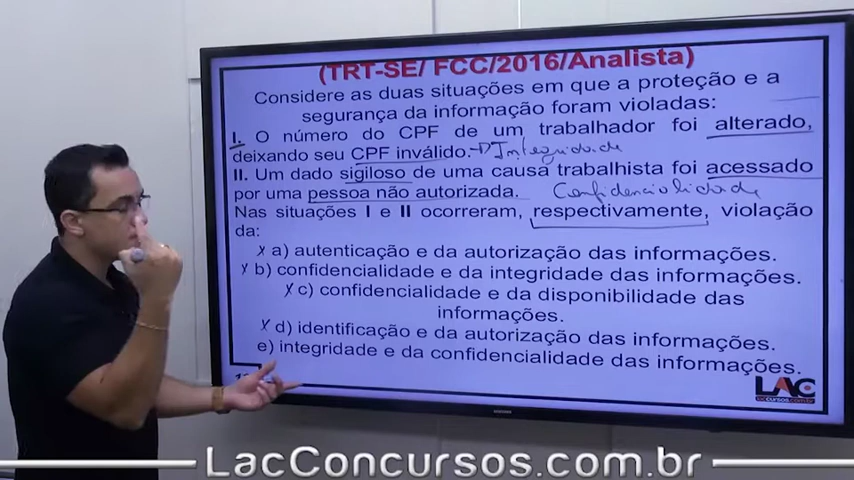 (TRT-SE/ FCC/2016/Analista)
Considere as duas situações em que a proteção e a
segurança da informação foram violadas:
I. O número do CPF de um trabalhador foi alterado,
deixando seu CPF inválido. Integridade
II. Um dado sigiloso de uma causa trabalhista foi acessado
por uma pessoa não autorizada. Confidencialidade
Nas situações I e II ocorreram, respectivamente, violação
da:
x a) autenticação e da autorização das informações.
x b) confidencialidade e da integridade das informações.
x c) confidencialidade e da disponibilidade das
informações.
x d) identificação e da autorização das informações.
e) integridade e da confidencialidade das informações.
LAC
LacConcursos.com.br